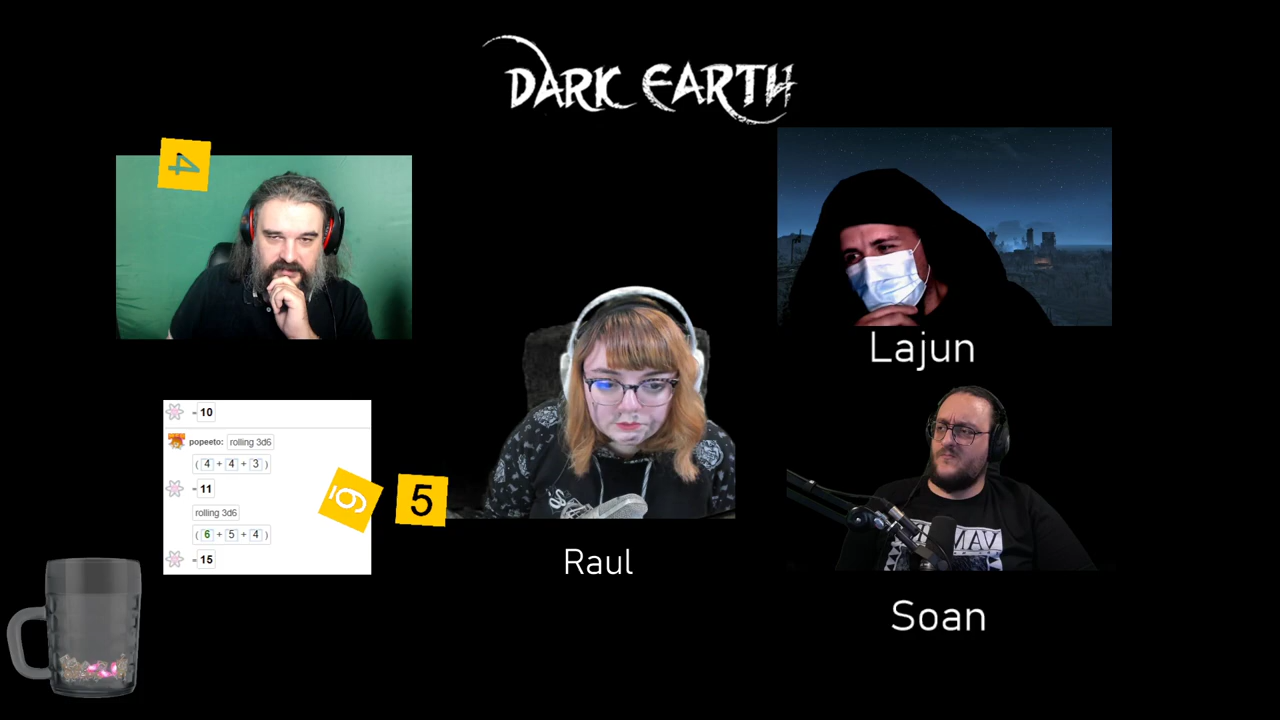 DARK EARTH
4
Lajun
= 10
popeeto: rolling 3d6
( 4 + 4 + 3 )
= 11
rolling 3d6
( 6 + 5 + 4 )
= 15
6
5
Raul
Soan